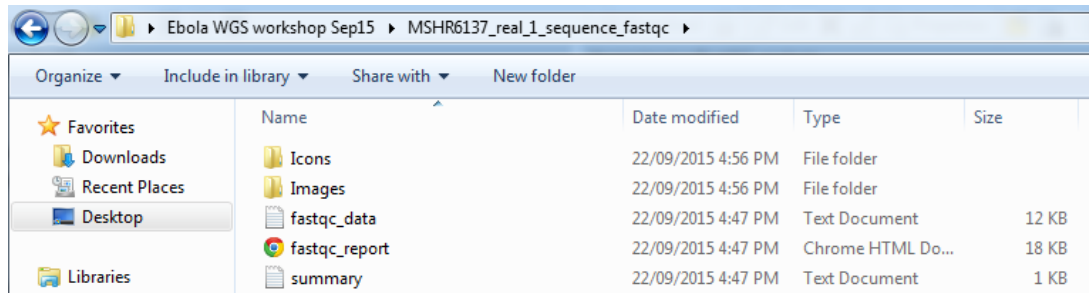 Ebola WGS workshop Sep15 MSHR6137_real_1_sequence_fastqc
Organize Include in library Share with New folder
Favorites
Downloads
Recent Places
Desktop
Libraries
Name Date modified Type Size
Icons 22/09/2015 4:56 PM File folder
Images 22/09/2015 4:56 PM File folder
fastqc_data 22/09/2015 4:47 PM Text Document 12 KB
fastqc_report 22/09/2015 4:47 PM Chrome HTML Do... 18 KB
summary 22/09/2015 4:47 PM Text Document 1 KB